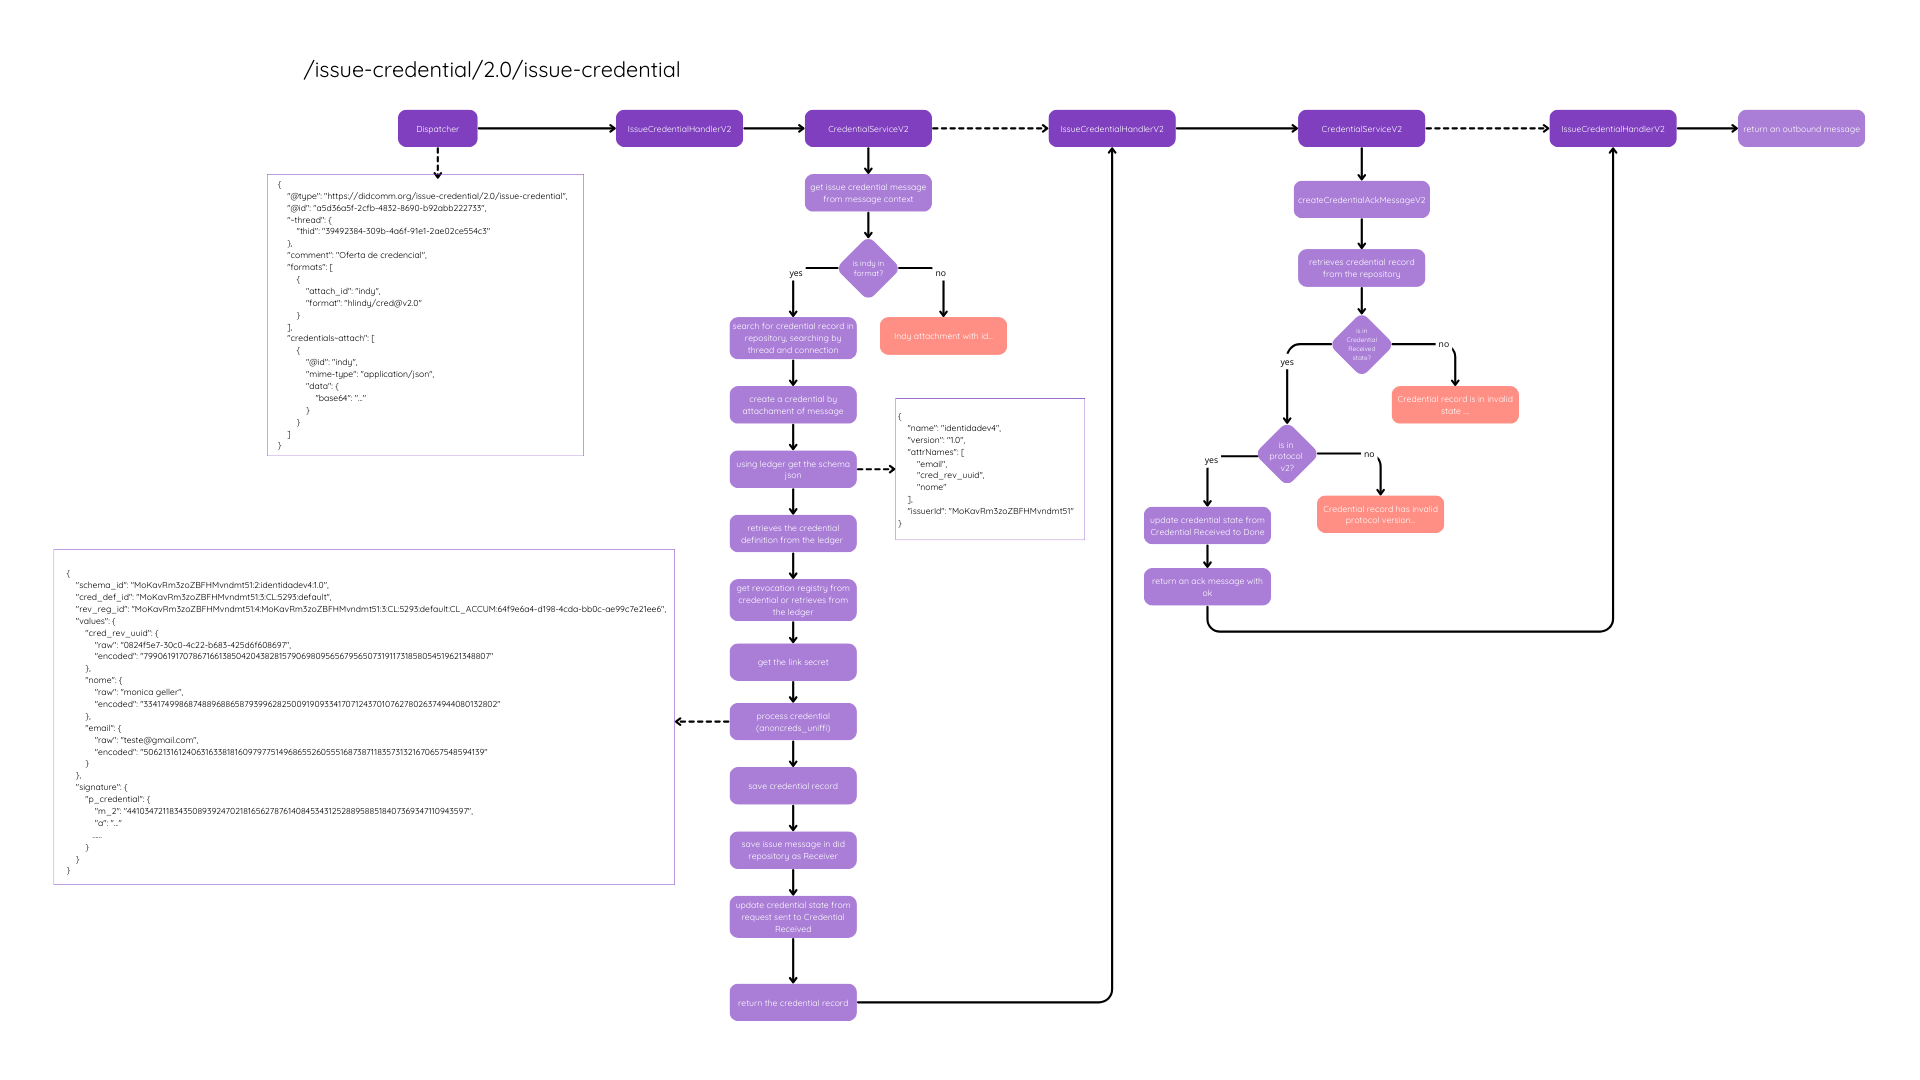 /issue-credential/2.0/issue-credential
Dispatcher
IssueCredentialHandlerV2
CredentialServiceV2
IssueCredentialHandlerV2
CredentialServiceV2
IssueCredentialHandlerV2
return an outbound message
{
"@type": "https://didcomm.org/issue-credential/2.0/issue-credential",
"@id": "a5d36a5f-2cfb-4832-8690-b92abb222733",
"~thread": {
"thid": "39492384-309b-4a6f-91e1-2ae02ce554c3"
},
"comment": "Oferta de credencial",
"formats": [
{
"attach_id": "indy",
"format": "hlindy/cred@v2.0"
}
],
"credentials~attach": [
{
"@id": "indy",
"mime-type": "application/json",
"data": {
"base64": "..."
}
}
]
}
get issue credential message
from message context
is indy in
format?
yes
no
search for credential record in
repository, searching by
thread and connection
Indy attachment with id...
create a credential by
attachament of message
using ledger get the schema
json
{
"name": "identidadev4",
"version": "1.0",
"attrNames": [
"email",
"cred_rev_uuid",
"nome"
],
"issuerId": "MoKavRm3zoZBFHMvndmt51"
}
retrieves the credential
definition from the ledger
get revocation registry from
credential or retrieves from
the ledger
get the link secret
process credential
(anoncreds_uniffi)
{
"schema_id": "MoKavRm3zoZBFHMvndmt51:2:identidadev4:1.0",
"cred_def_id": "MoKavRm3zoZBFHMvndmt51:3:CL:5293:default",
"rev_reg_id": "MoKavRm3zoZBFHMvndmt51:4:MoKavRm3zoZBFHMvndmt51:3:CL:5293:default:CL_ACCUM:64f9e6a4-d198-4cda-bb0c-ae99c7e21ee6",
"values": {
"cred_rev_uuid": {
"raw": "0824f5e7-30c0-4c22-b683-425d6f608697",
"encoded": "79906191707867166138504204382815790698095656795650731911731858054519621348807"
},
"nome": {
"raw": "monica geller",
"encoded": "33417499868748896886587939962825009190933417071243701076278026374944080132802"
},
"email": {
"raw": "teste@gmail.com",
"encoded": "50621316124063163381816097977514968655260555168738711835731321670657548594139"
}
},
"signature": {
"p_credential": {
"m_2": "4410347211834350893924702181656278761408453431252889588518407369347110943597",
"a": "..."
.....
}
}
}
save credential record
save issue message in did
repository as Receiver
update credential state from
request sent to Credential
Received
return the credential record
createCredentialAckMessageV2
retrieves credential record
from the repository
is in
Credential
Received
state?
yes
no
Credential record is in invalid
state ...
is in
protocol
v2?
yes
no
Credential record has invalid
protocol version...
update credential state from
Credential Received to Done
return an ack message with
ok